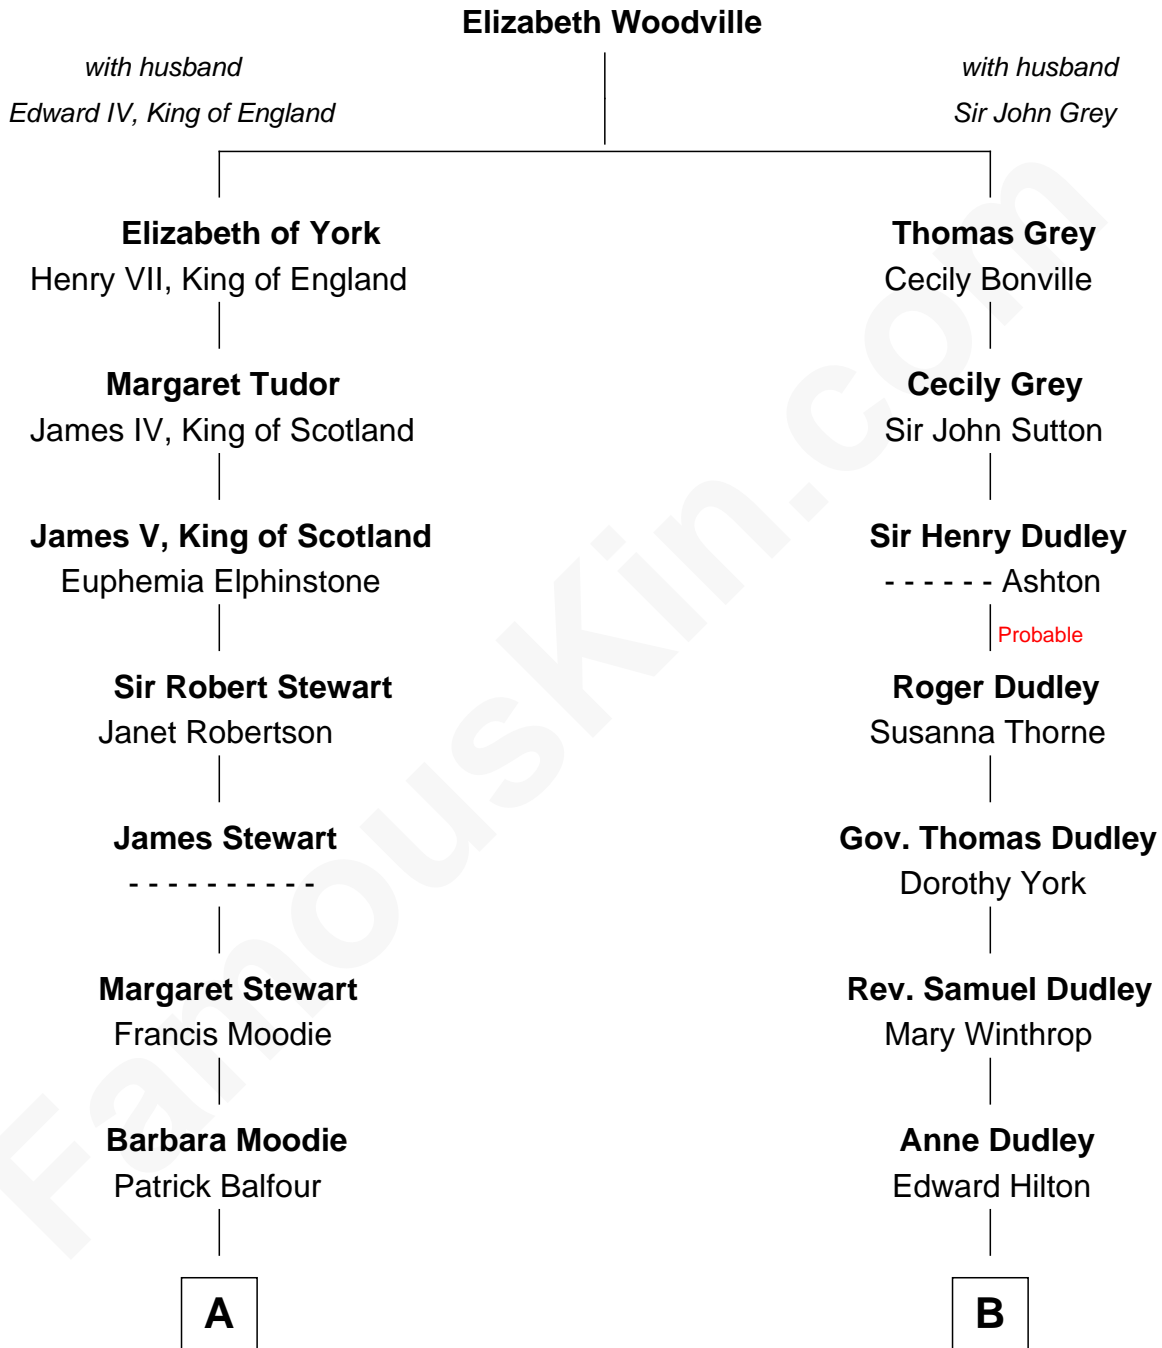 Elizabeth Woodville
with husband
Edward IV, King of England
with husband
Sir John Grey
Elizabeth of York
Henry VII, King of England
Thomas Grey
Cecily Bonville
Margaret Tudor
James IV, King of Scotland
Cecily Grey
Sir John Sutton
James V, King of Scotland
Euphemia Elphinstone
Sir Henry Dudley
- - - - - - Ashton
Probable
Sir Robert Stewart
Janet Robertson
Roger Dudley
Susanna Thorne
James Stewart
- - - - - - - - - -
Gov. Thomas Dudley
Dorothy York
Margaret Stewart
Francis Moodie
Rev. Samuel Dudley
Mary Winthrop
Barbara Moodie
Patrick Balfour
Anne Dudley
Edward Hilton
A
B
FamousKin.com